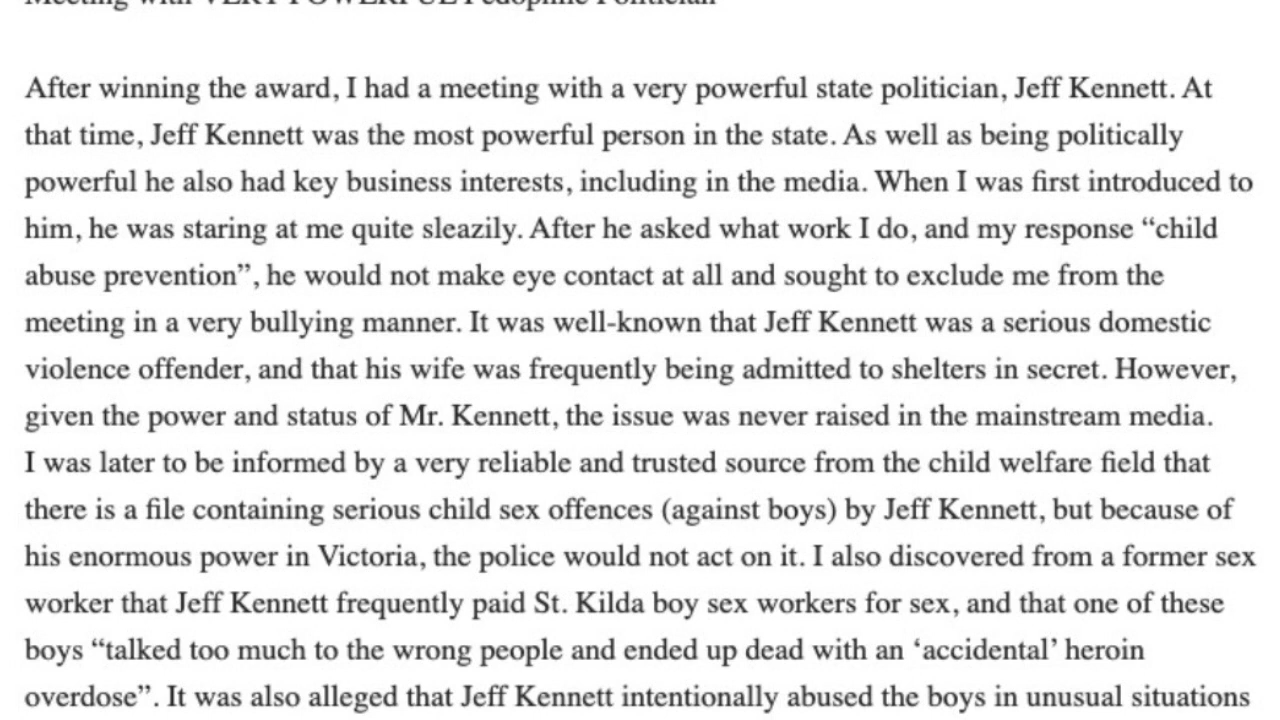 Meeting with VERY POWERFUL Pedophile Politician
After winning the award, I had a meeting with a very powerful state politician, Jeff Kennett. At
that time, Jeff Kennett was the most powerful person in the state. As well as being politically
powerful he also had key business interests, including in the media. When I was first introduced to
him, he was staring at me quite sleazily. After he asked what work I do, and my response “child
abuse prevention”, he would not make eye contact at all and sought to exclude me from the
meeting in a very bullying manner. It was well-known that Jeff Kennett was a serious domestic
violence offender, and that his wife was frequently being admitted to shelters in secret. However,
given the power and status of Mr. Kennett, the issue was never raised in the mainstream media.
I was later to be informed by a very reliable and trusted source from the child welfare field that
there is a file containing serious child sex offences (against boys) by Jeff Kennett, but because of
his enormous power in Victoria, the police would not act on it. I also discovered from a former sex
worker that Jeff Kennett frequently paid St. Kilda boy sex workers for sex, and that one of these
boys “talked too much to the wrong people and ended up dead with an ‘accidental’ heroin
overdose”. It was also alleged that Jeff Kennett intentionally abused the boys in unusual situations